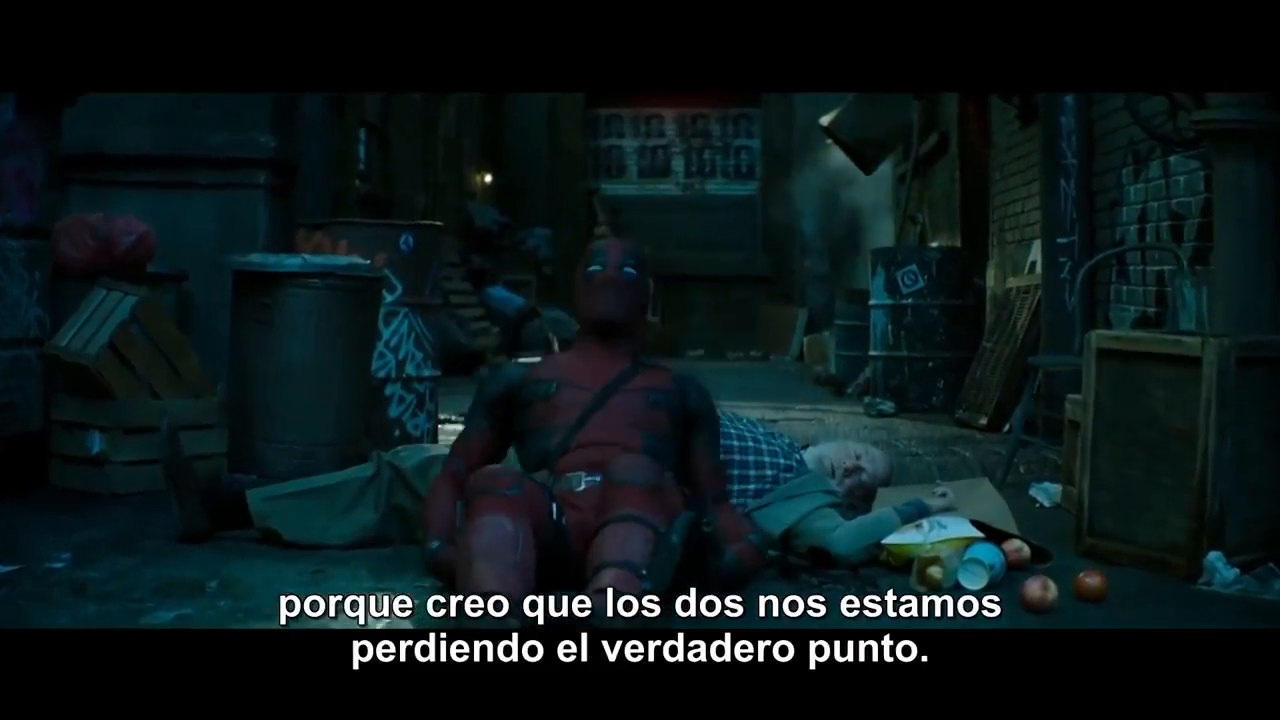 porque creo que los dos nos estamos
perdiendo el verdadero punto.